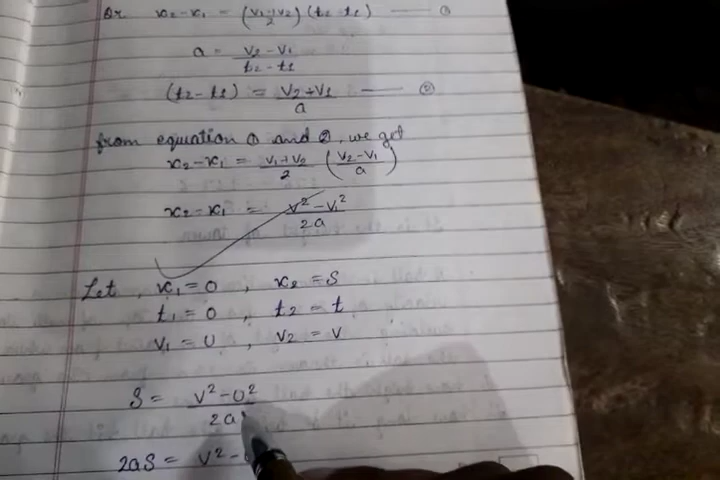 Or x₂-x₁ = (v₁+v₂/2) (t₂-t₁) — ①
a = v₂-v₁/t₂-t₁
(t₂-t₁) = v₂+v₁/a — ②
from equation ① and ②, we get
x₂-x₁ = v₁+v₂/2 (v₂-v₁/a)
x₂-x₁ = v²-v₁²/2a
Let, x₁=0, x₂=S
t₁=0, t₂=t
v₁=U, v₂=v
S = v²-U²/2a
2aS = v²-